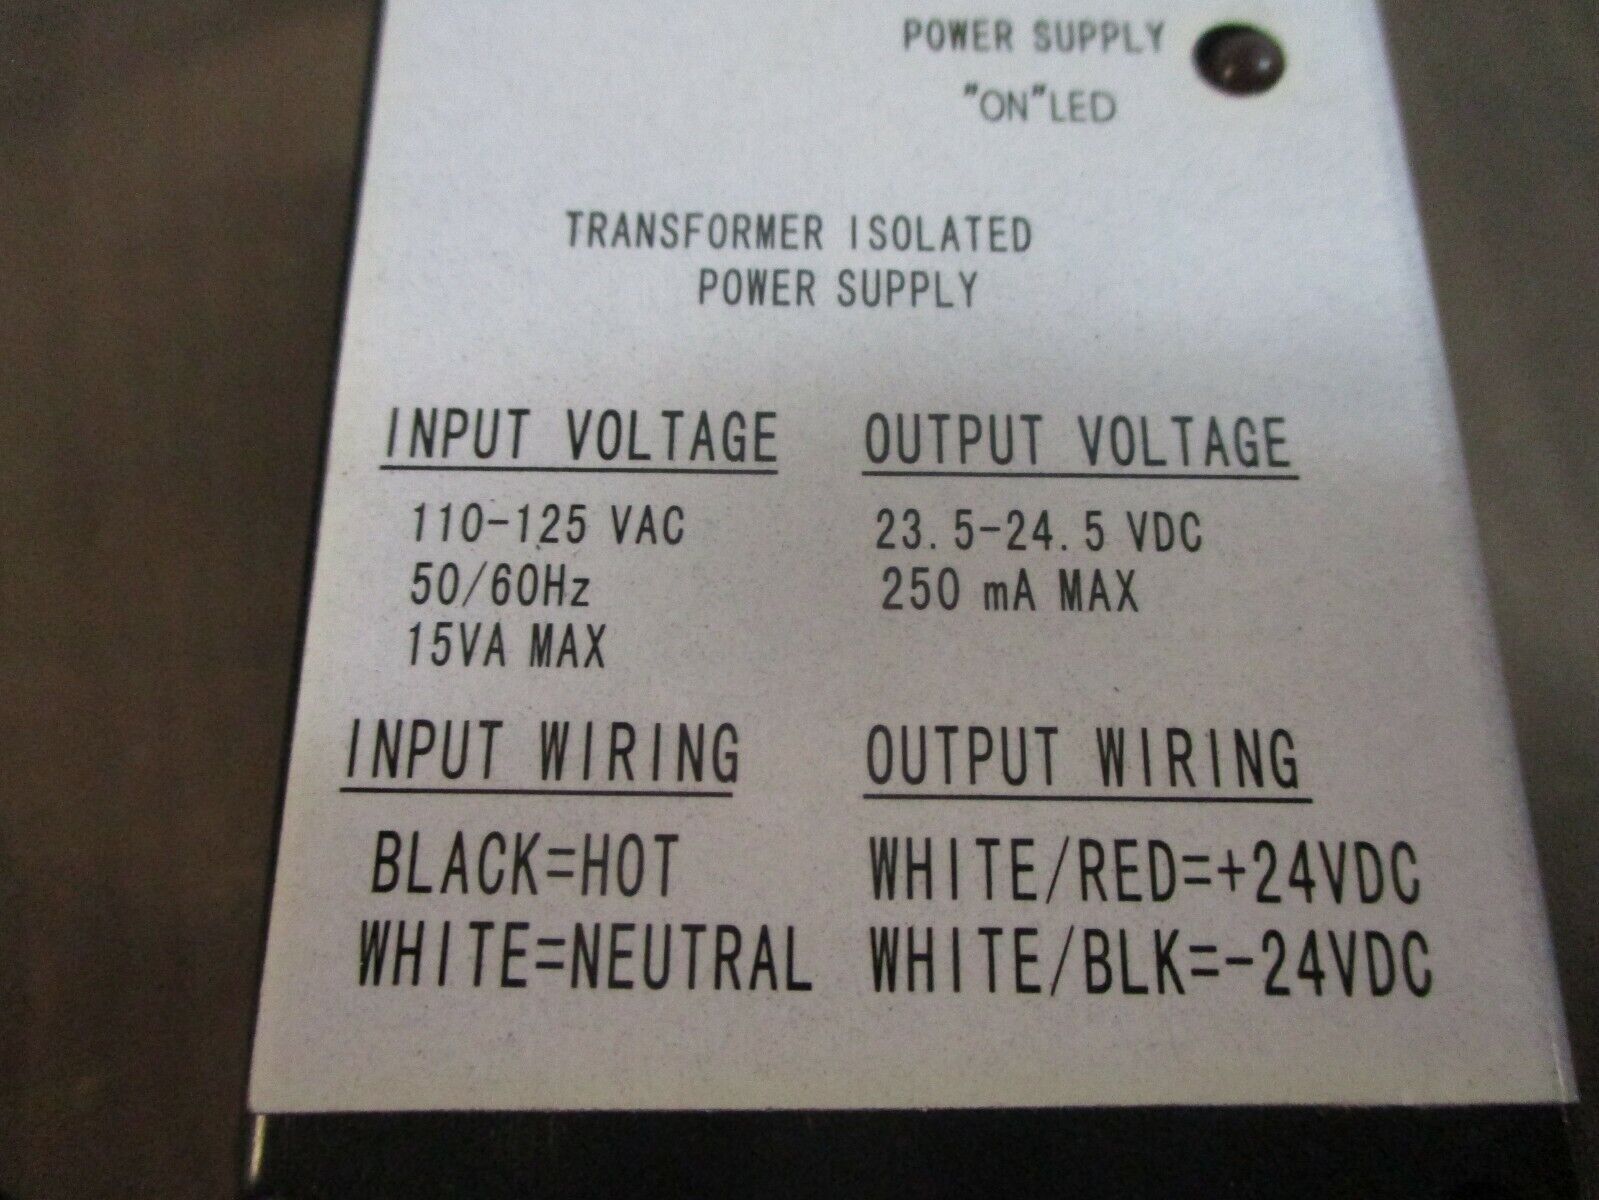 POWER SUPPLY
"ON"LED
TRANSFORMER ISOLATED
POWER SUPPLY
INPUT VOLTAGE
110-125 VAC
50/60Hz
15VA MAX
OUTPUT VOLTAGE
23.5-24.5 VDC
250 mA MAX
INPUT WIRING
BLACK=HOT
WHITE=NEUTRAL
OUTPUT WIRING
WHITE/RED=+24VDC
WHITE/BLK=-24VDC